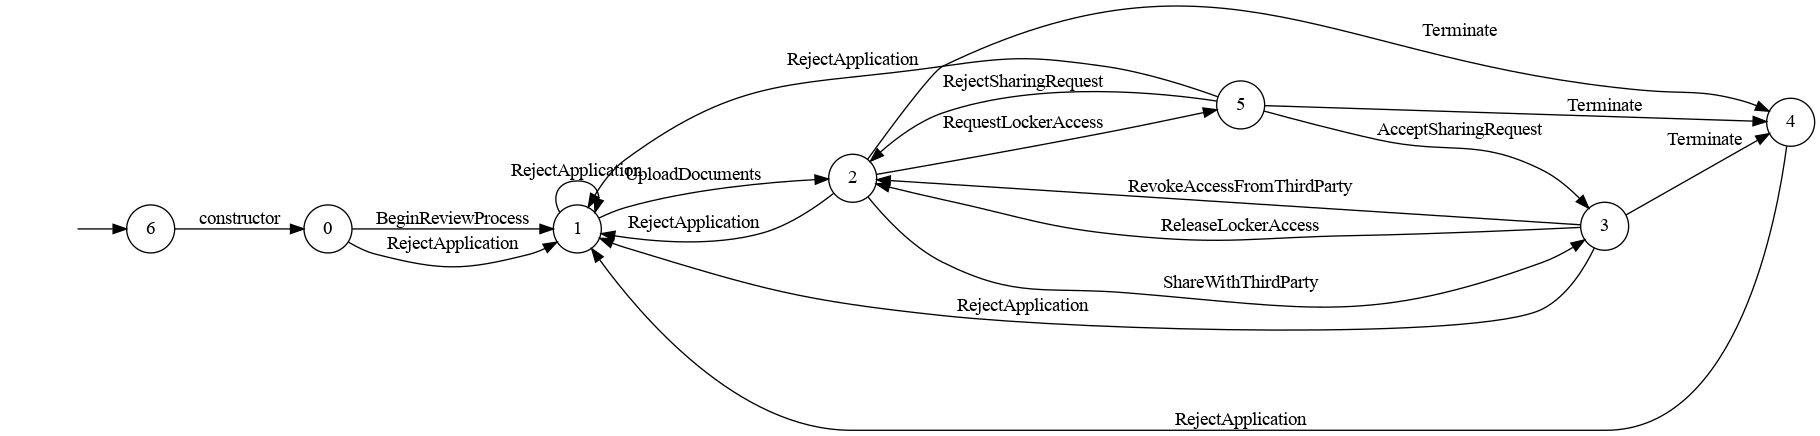 Terminate
RejectApplication
RejectSharingRequest
5
Terminate
RequestLockerAccess
4
AcceptSharingRequest
Terminate
RejectApplication
UploadDocuments
2
RevokeAccessFromThirdParty
6
constructor
0
BeginReviewProcess
1
RejectApplication
ReleaseLockerAccess
3
RejectApplication
ShareWithThirdParty
RejectApplication
RejectApplication